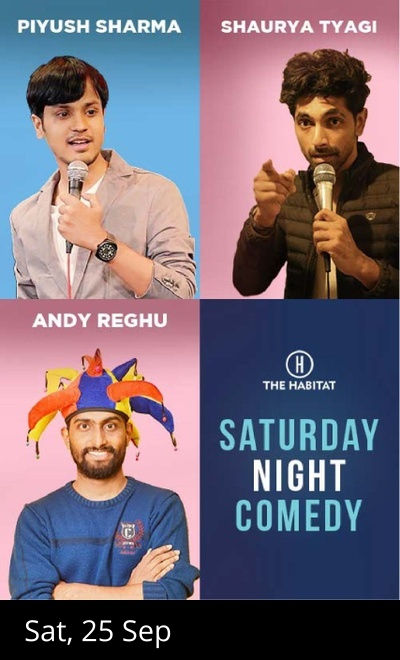 PIYUSH SHARMA
SHAURYA TYAGI
ANDY REGHU
H
THE HABITAT
SATURDAY
NIGHT
COMEDY
Sat, 25 Sep